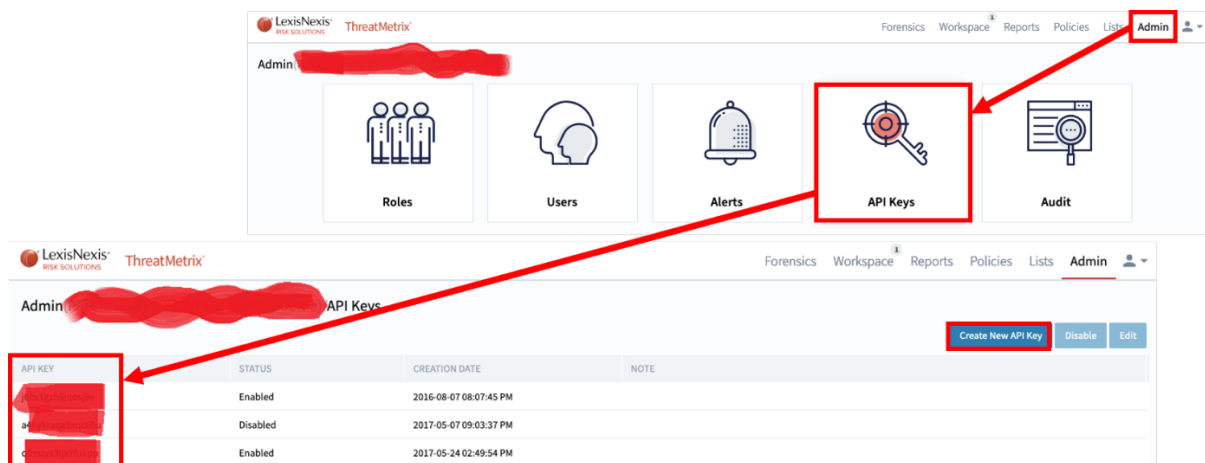 LexisNexis RISK SOLUTIONS ThreatMetrix Forensics Workspace 1 Reports Policies Lists Admin
Admin
Roles Users Alerts API Keys Audit
LexisNexis RISK SOLUTIONS ThreatMetrix Forensics Workspace 1 Reports Policies Lists Admin
Admin API Keys
Create New API Key Disable Edit
API KEY STATUS CREATION DATE NOTE
Enabled 2016-08-07 08:07:45 PM
Disabled 2017-05-07 09:03:37 PM
Enabled 2017-05-24 02:49:54 PM